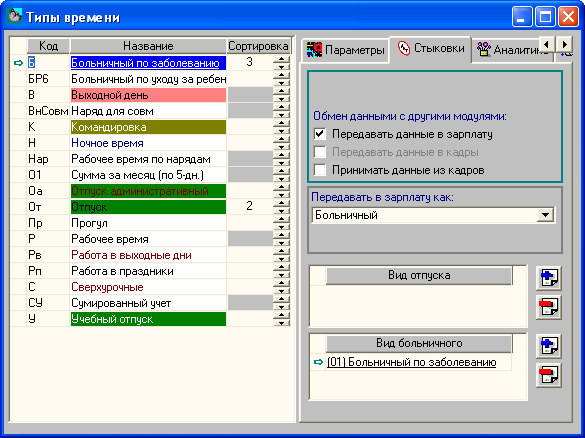 Типы времени
Код Название Сортировка
Б Больничный по заболеванию 3
БР6 Больничный по уходу за ребен
В Выходной день
ВнСовм Наряд для совм
К Командировка
Н Ночное время
Нар Рабочее время по нарядам
О1 Сумма за месяц (по 5-дн.)
Оа Отпуск административный
От Отпуск 2
Пр Прогул
Р Рабочее время
Рв Работа в выходные дни
Рп Работа в праздники
С Сверхурочные
СУ Сумированный учет
У Учебный отпуск
Параметры Стыковки Аналитика
Обмен данными с другими модулями:
Передавать данные в зарплату
Передавать данные в кадры
Принимать данные из кадров
Передавать в зарплату как:
Больничный
Вид отпуска
Вид больничного
(01) Больничный по заболеванию